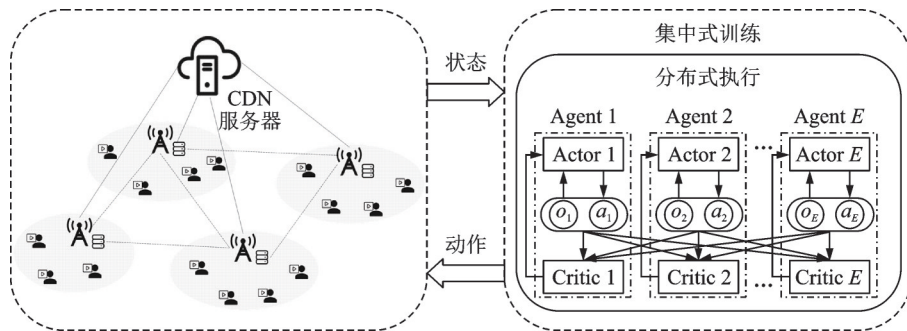 CDN
服务器
状态
动作
集中式训练
分布式执行
Agent 1 Agent 2 Agent E
Actor 1 Actor 2 ... Actor E
o1 a1 o2 a2 oE aE
Critic 1 Critic 2 ... Critic E